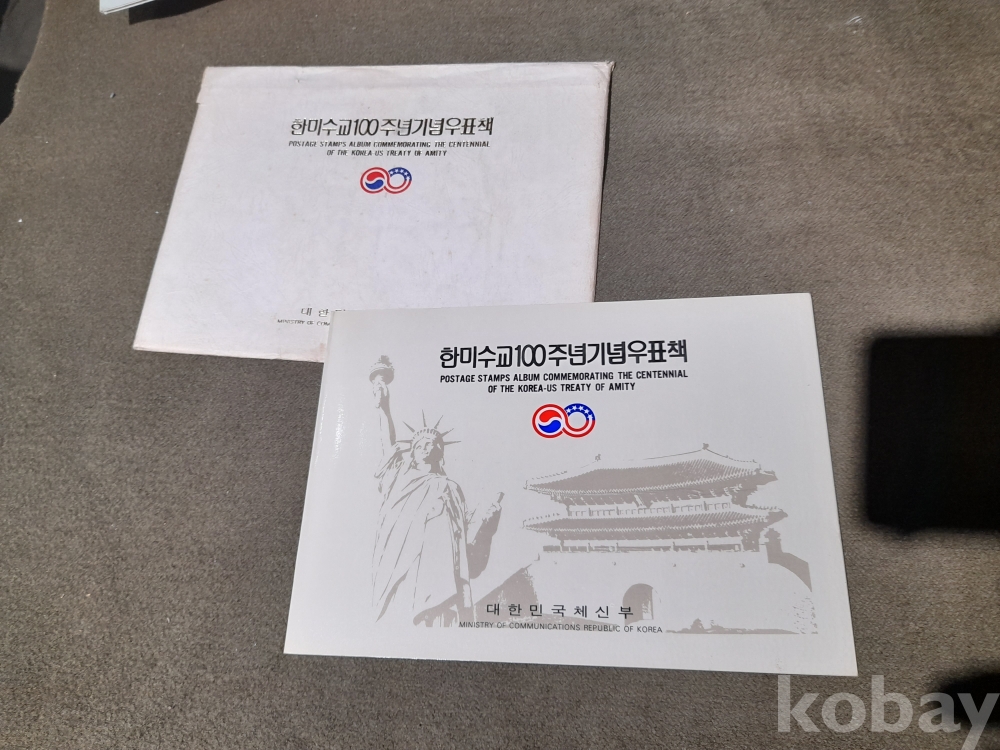 한미수교100주년기념우표책
POSTAGE STAMPS ALBUM COMMEMORATING THE CENTENNIAL
OF THE KOREA-US TREATY OF AMITY
대 한
MINISTRY OF
한미수교100주년기념우표책
POSTAGE STAMPS ALBUM COMMEMORATING THE CENTENNIAL
OF THE KOREA-US TREATY OF AMITY
대한민국체신부
MINISTRY OF COMMUNICATIONS REPUBLIC OF KOREA
kobay